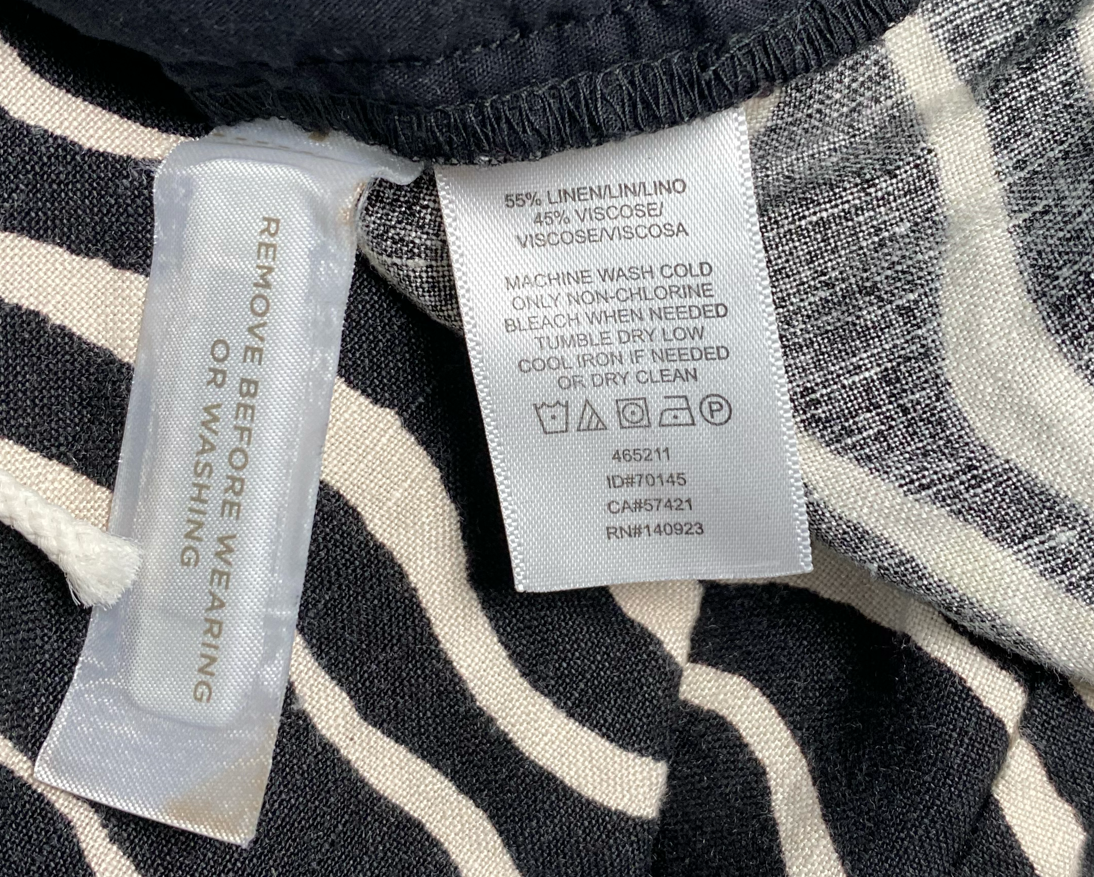 REMOVE BEFORE WEARING
OR WASHING
55% LINEN/LIN/LINO
45% VISCOSE/
VISCOSE/VISCOSA
MACHINE WASH COLD
ONLY NON-CHLORINE
BLEACH WHEN NEEDED
TUMBLE DRY LOW
COOL IRON IF NEEDED
OR DRY CLEAN
P
465211
ID#70145
CA#57421
RN#140923